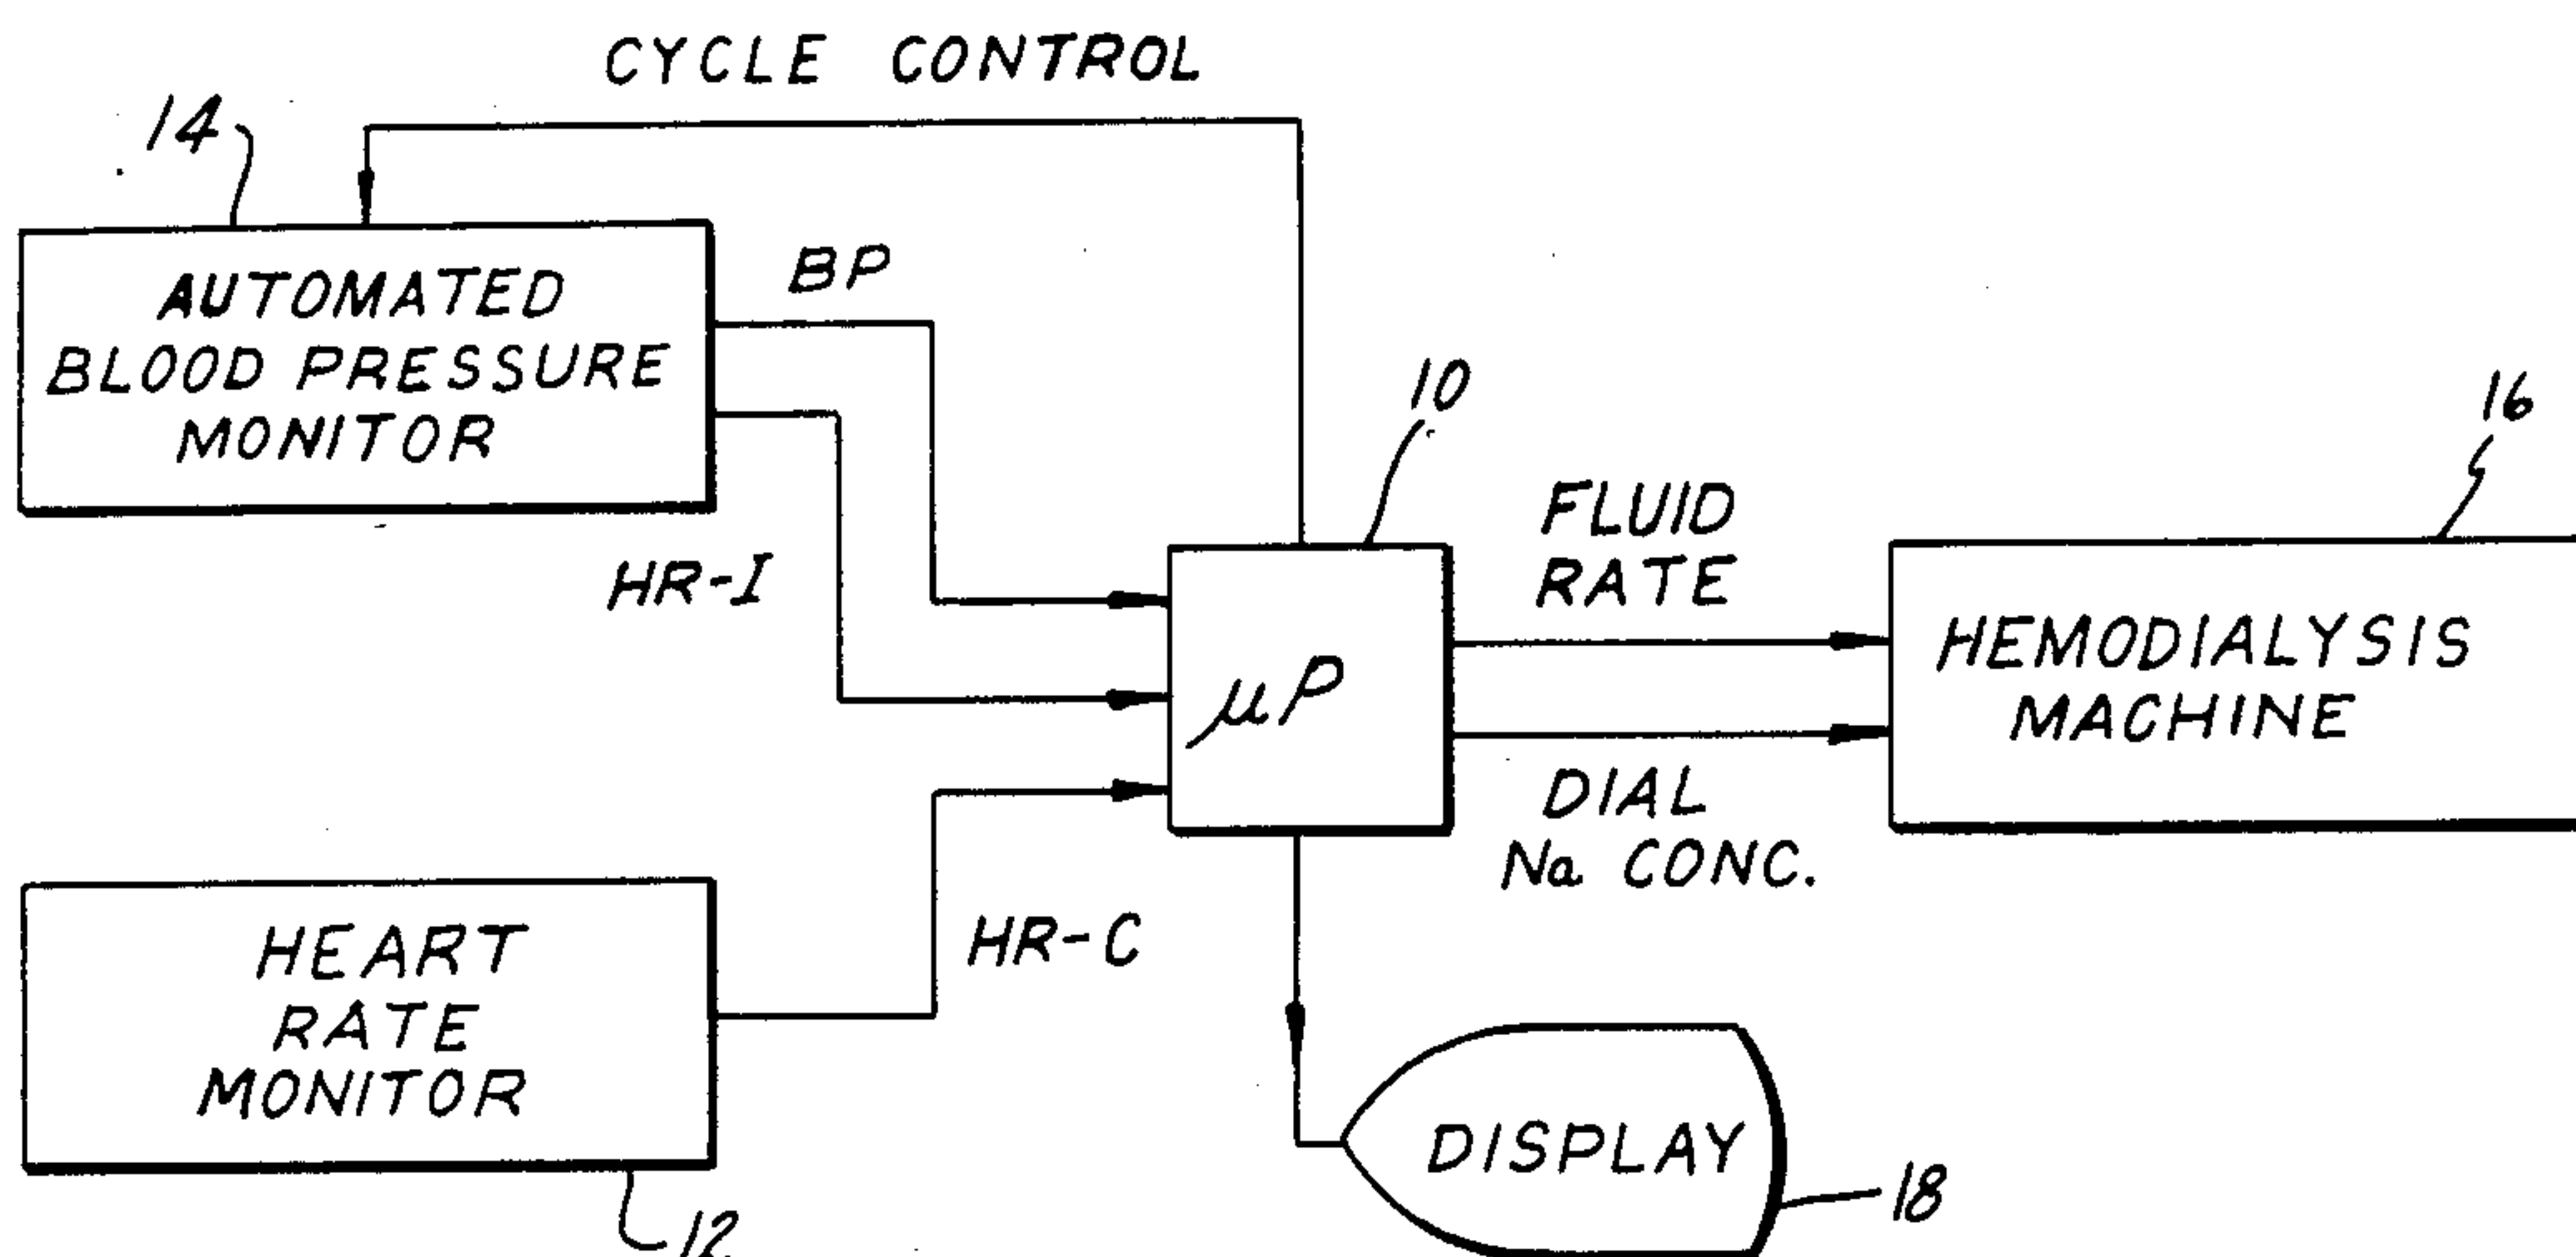 CYCLE CONTROL
14
AUTOMATED
BLOOD PRESSURE
MONITOR
BP
HR-I
10
μP
FLUID
RATE
DIAL
Na CONC.
16
HEMODIALYSIS
MACHINE
HEART
RATE
MONITOR
HR-C
12
DISPLAY
18